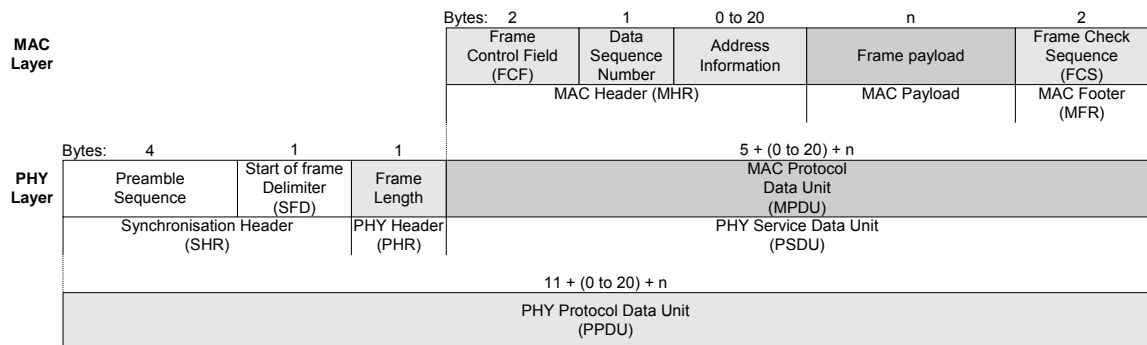 Bytes: 2 1 0 to 20 n 2
MAC
Layer
Frame
Control Field
(FCF)
Data
Sequence
Number
Address
Information
Frame payload
Frame Check
Sequence
(FCS)
MAC Header (MHR)
MAC Payload
MAC Footer
(MFR)
Bytes: 4 1 1 5 + (0 to 20) + n
PHY
Layer
Preamble
Sequence
Start of frame
Delimiter
(SFD)
Frame
Length
MAC Protocol
Data Unit
(MPDU)
Synchronisation Header
(SHR)
PHY Header
(PHR)
PHY Service Data Unit
(PSDU)
11 + (0 to 20) + n
PHY Protocol Data Unit
(PPDU)